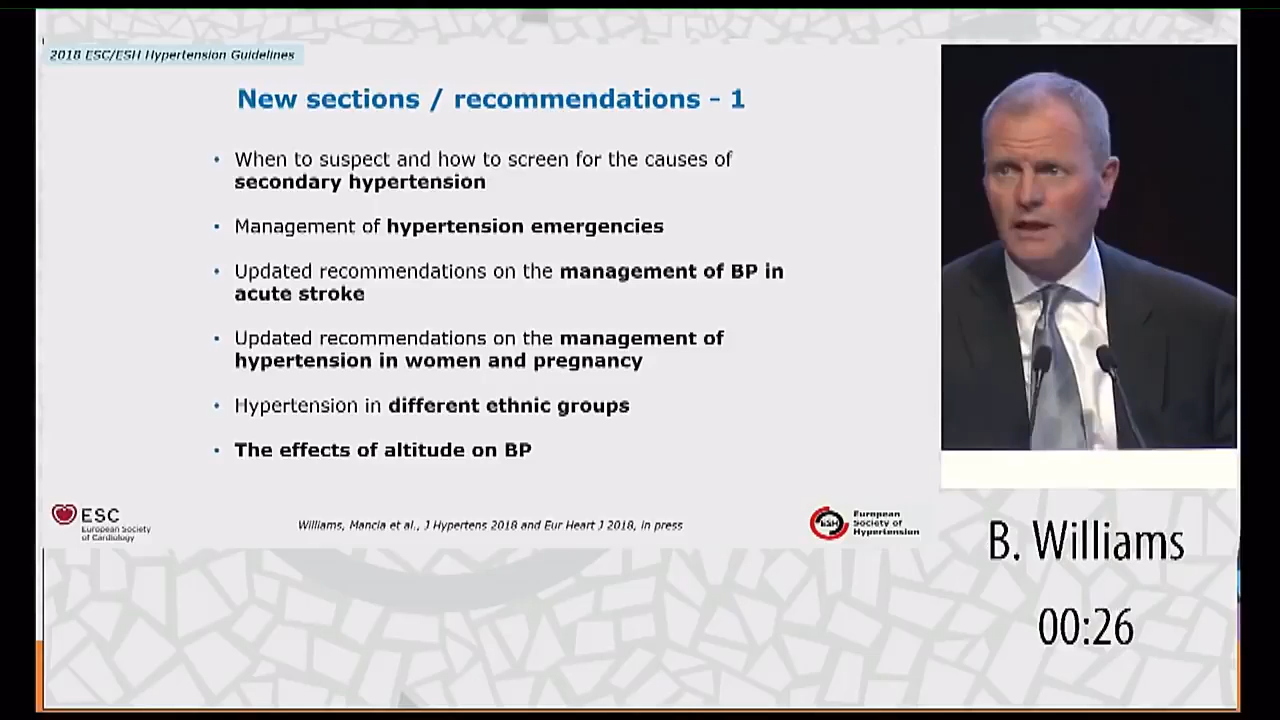 2018 ESC/ESH Hypertension Guidelines
New sections / recommendations - 1
• When to suspect and how to screen for the causes of
secondary hypertension
• Management of hypertension emergencies
• Updated recommendations on the management of BP in
acute stroke
• Updated recommendations on the management of
hypertension in women and pregnancy
• Hypertension in different ethnic groups
• The effects of altitude on BP
ESC
European Society
of Cardiology
Williams, Mancia et al., J Hypertens 2018 and Eur Heart J 2018, in press
ESH
European
Society of
Hypertension
B. Williams
00:26